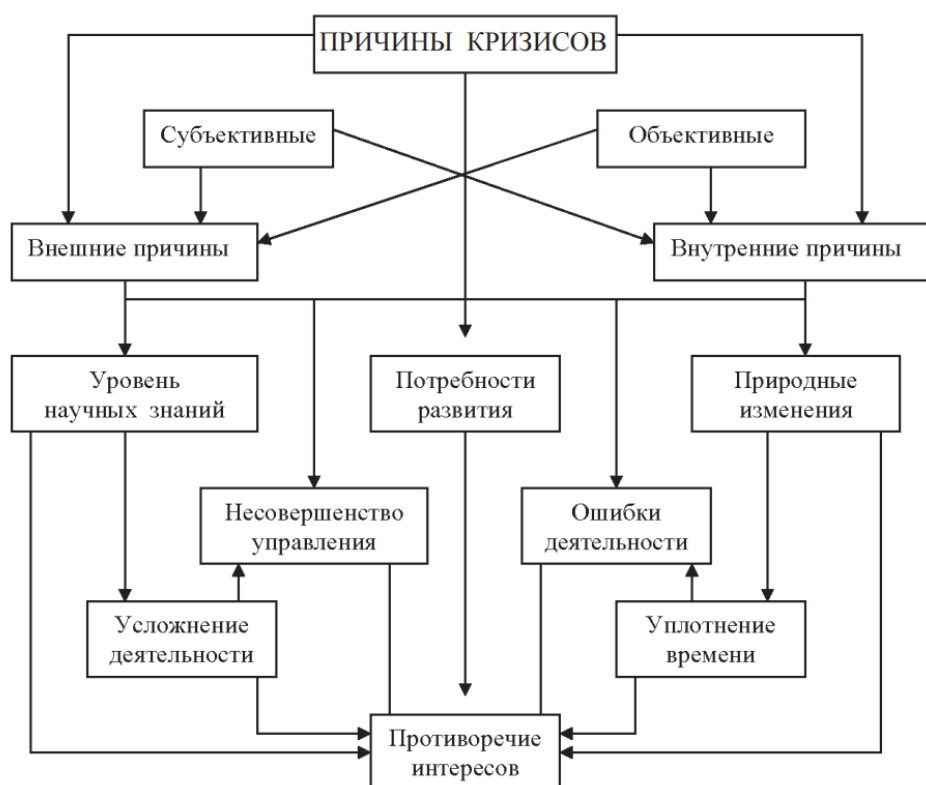 ПРИЧИНЫ КРИЗИСОВ
Субъективные
Объективные
Внешние причины
Внутренние причины
Уровень
научных знаний
Потребности
развития
Природные
изменения
Несовершенство
управления
Ошибки
деятельности
Усложнение
деятельности
Уплотнение
времени
Противоречие
интересов